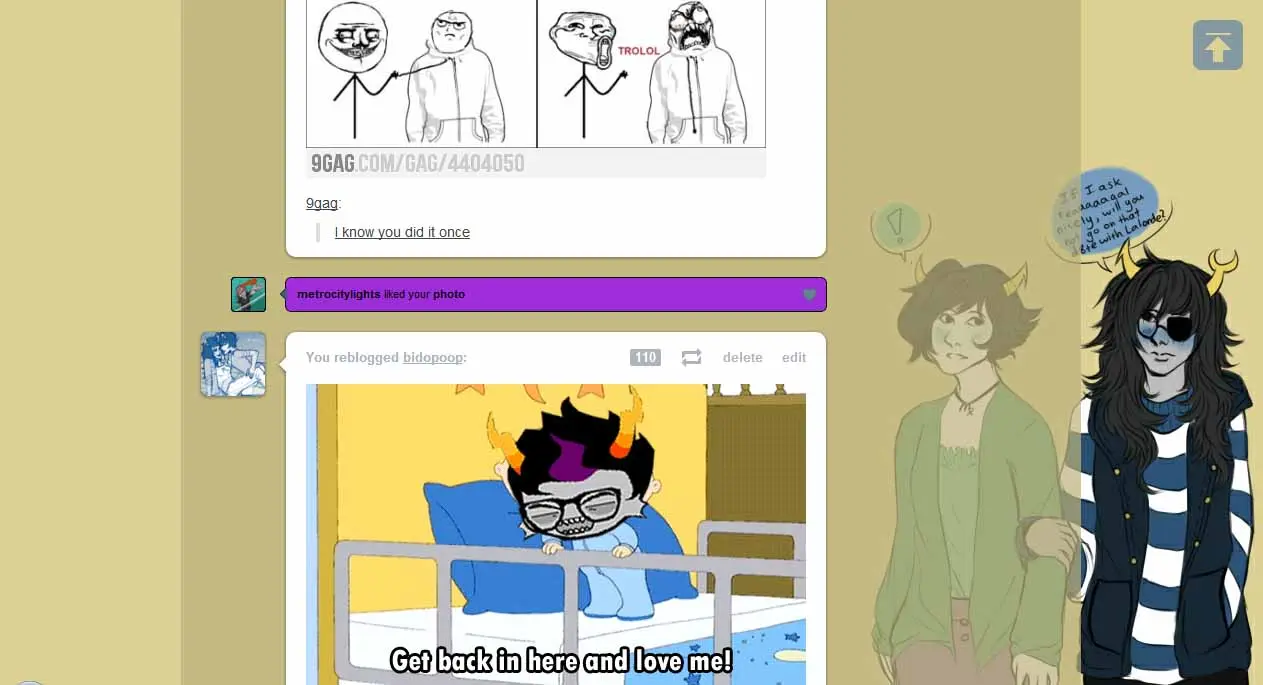 TROLOL
9GAG.COM/GAG/4404050
9gag:
i know you did it once
metrocitylights liked your photo
You reblogged bidopoop:
110
delete
edit
Get back in here and love me!
!
If I ask
reaaaaaagal
nicely, will you
not go on that
date with Lalonde?